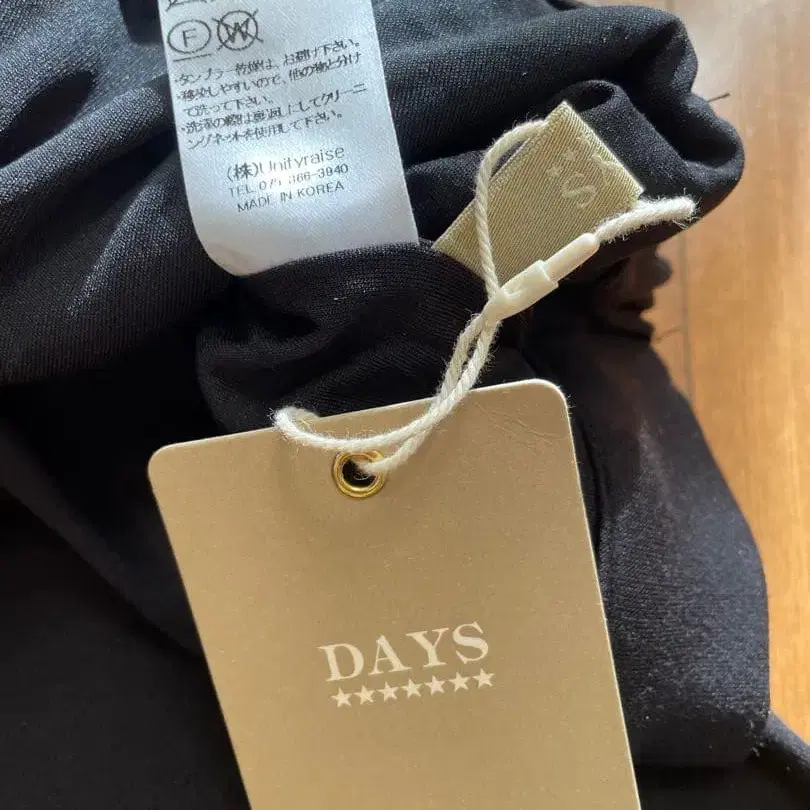 F W
・タンブラー乾燥は、お避け下さい。
・移染しやすいので、他の物と分け
て洗って下さい。
・洗濯の際は裏返しにしてクリーニ
ングネットを使用して下さい。
(株)Unityraise
TEL 075-366-3940
MADE IN KOREA
S
DAYS
★★★★★★★